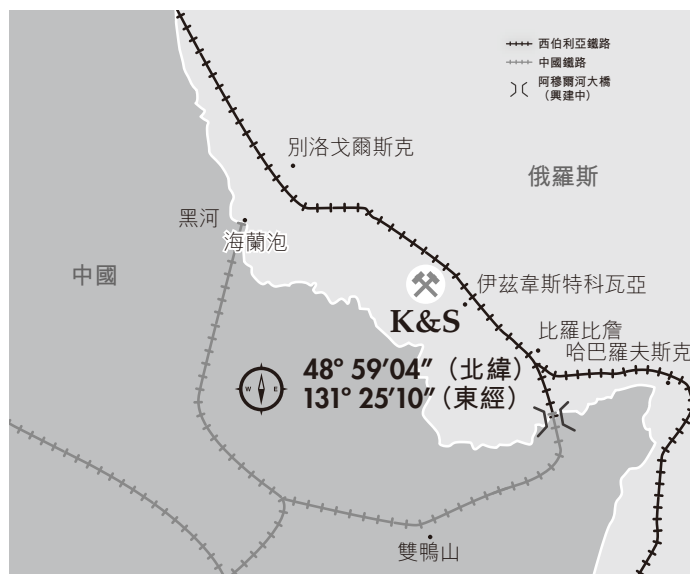 西伯利亞鐵路
中國鐵路
阿穆爾河大橋
（興建中）
別洛戈爾斯克
俄羅斯
黑河
海蘭泡
中國
伊茲韋斯特科瓦亞
K&S
比羅比詹
哈巴羅夫斯克
48° 59’04”（北緯）
131° 25’10”（東經）
W E
雙鴨山